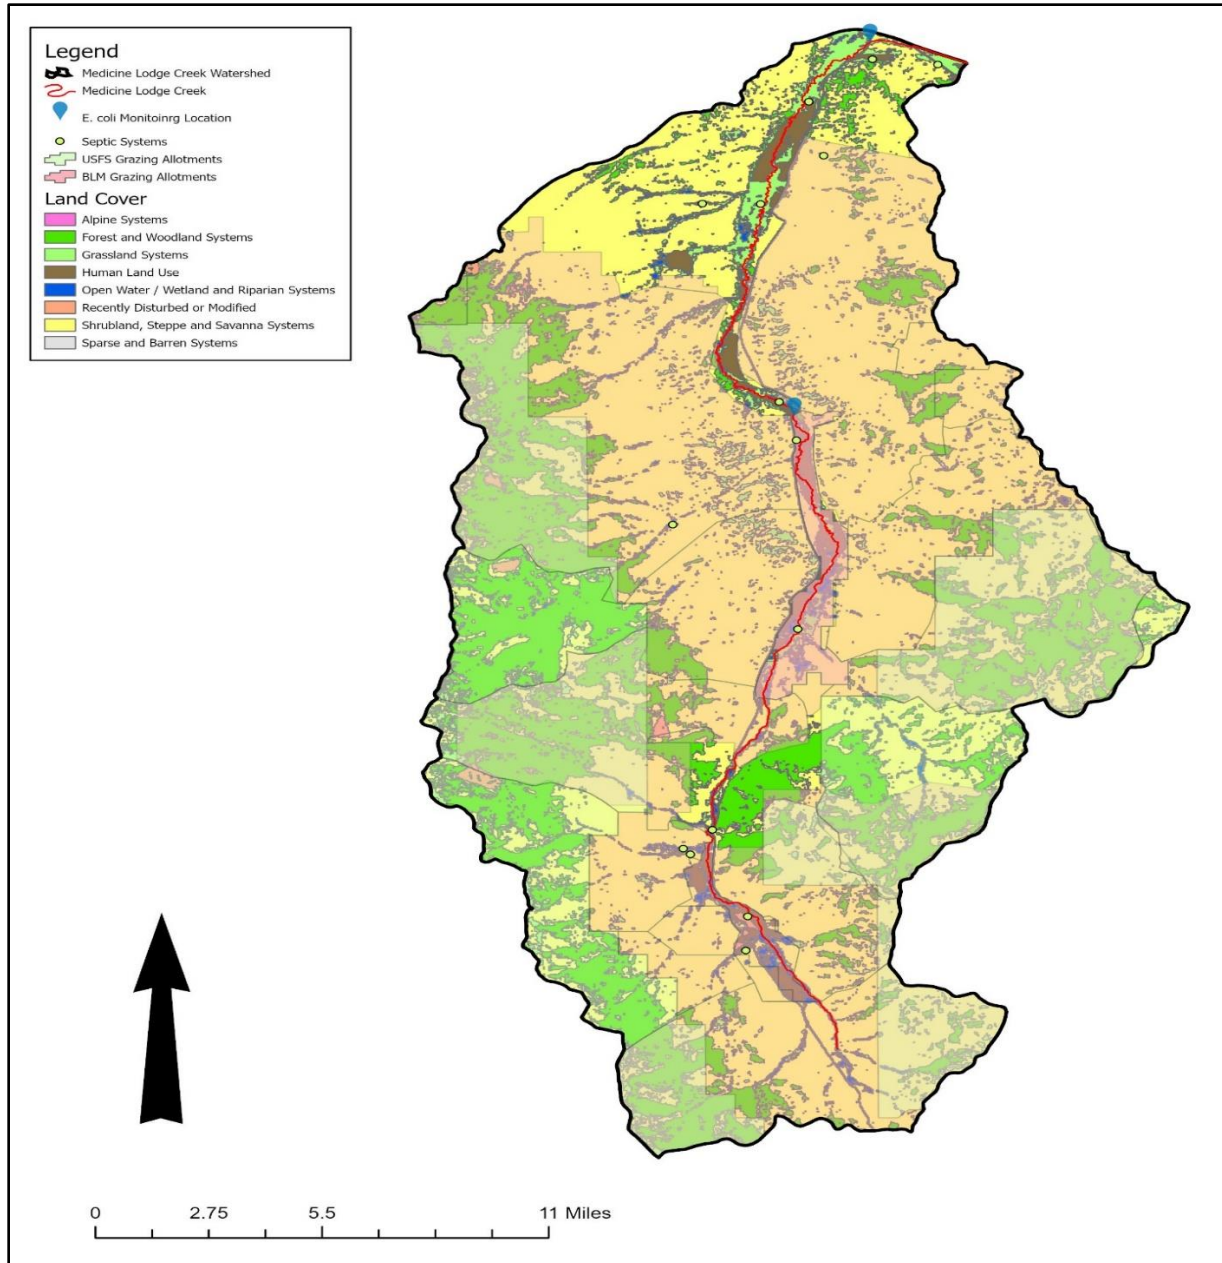 Legend
Medicine Lodge Creek Watershed
Medicine Lodge Creek
E. coli Monitoinrg Location
Septic Systems
USFS Grazing Allotments
BLM Grazing Allotments
Land Cover
Alpine Systems
Forest and Woodland Systems
Grassland Systems
Human Land Use
Open Water / Wetland and Riparian Systems
Recently Disturbed or Modified
Shrubland, Steppe and Savanna Systems
Sparse and Barren Systems
0 2.75 5.5 11 Miles